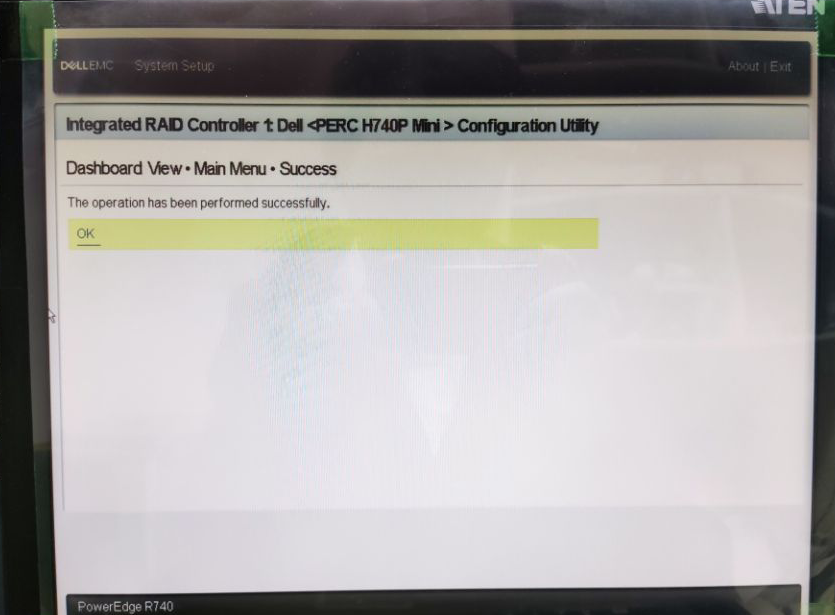 ATEN
DELLEMC System Setup About | Exit
Integrated RAID Controller 1: Dell <PERC H740P Mini> Configuration Utility
Dashboard View • Main Menu • Success
The operation has been performed successfully.
OK
PowerEdge R740